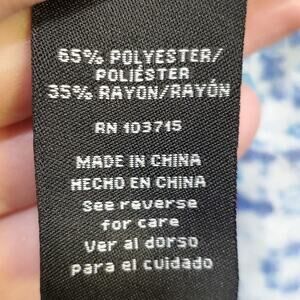 65% POLYESTER/
POLIÉSTER
35% RAYON/RAYÓN
RN 103715
MADE IN CHINA
HECHO EN CHINA
See reverse
for care
Ver al dorso
para el cuidado